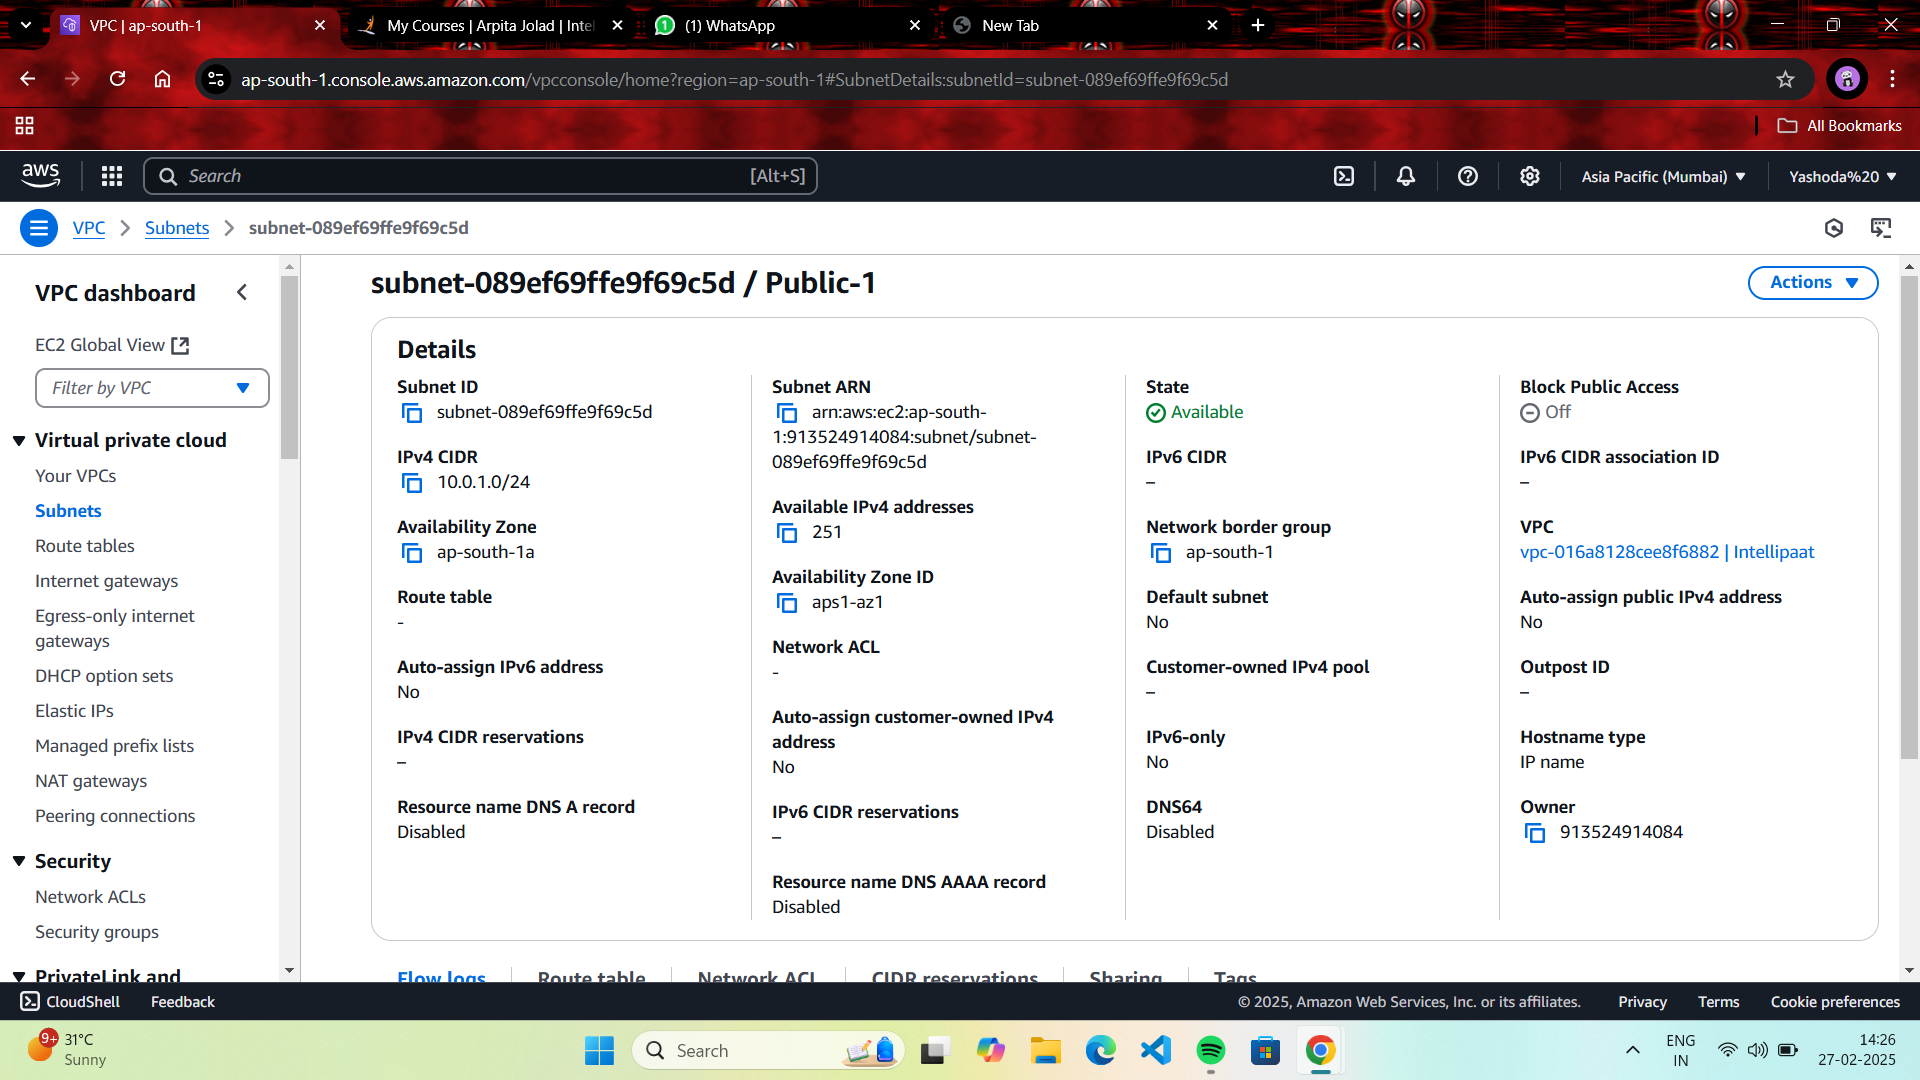 VPC | ap-south-1
My Courses | Arpita Jolad | Intel
(1) WhatsApp
New Tab
ap-south-1.console.aws.amazon.com/vpcconsole/home?region=ap-south-1#SubnetDetails:subnetId=subnet-089ef69ffe9f69c5d
All Bookmarks
aws
Search
[Alt+S]
Asia Pacific (Mumbai)
Yashoda%20
VPC
Subnets
subnet-089ef69ffe9f69c5d
VPC dashboard
EC2 Global View
Filter by VPC
Virtual private cloud
Your VPCs
Subnets
Route tables
Internet gateways
Egress-only internet
gateways
DHCP option sets
Elastic IPs
Managed prefix lists
NAT gateways
Peering connections
Security
Network ACLs
Security groups
PrivateLink and
subnet-089ef69ffe9f69c5d / Public-1
Actions
Details
Subnet ID
subnet-089ef69ffe9f69c5d
IPv4 CIDR
10.0.1.0/24
Availability Zone
ap-south-1a
Route table
-
Auto-assign IPv6 address
No
IPv4 CIDR reservations
–
Resource name DNS A record
Disabled
Subnet ARN
arn:aws:ec2:ap-south-
1:913524914084:subnet/subnet-
089ef69ffe9f69c5d
Available IPv4 addresses
251
Availability Zone ID
aps1-az1
Network ACL
-
Auto-assign customer-owned IPv4
address
No
IPv6 CIDR reservations
–
Resource name DNS AAAA record
Disabled
State
Available
IPv6 CIDR
–
Network border group
ap-south-1
Default subnet
No
Customer-owned IPv4 pool
–
IPv6-only
No
DNS64
Disabled
Block Public Access
Off
IPv6 CIDR association ID
–
VPC
vpc-016a8128cee8f6882 | Intellipaat
Auto-assign public IPv4 address
No
Outpost ID
–
Hostname type
IP name
Owner
913524914084
Flow logs
Route table
Network ACL
CIDR reservations
Sharing
Tags
CloudShell
Feedback
© 2025, Amazon Web Services, Inc. or its affiliates.
Privacy
Terms
Cookie preferences
9+
31°C
Sunny
Search
ENG
IN
14:26
27-02-2025